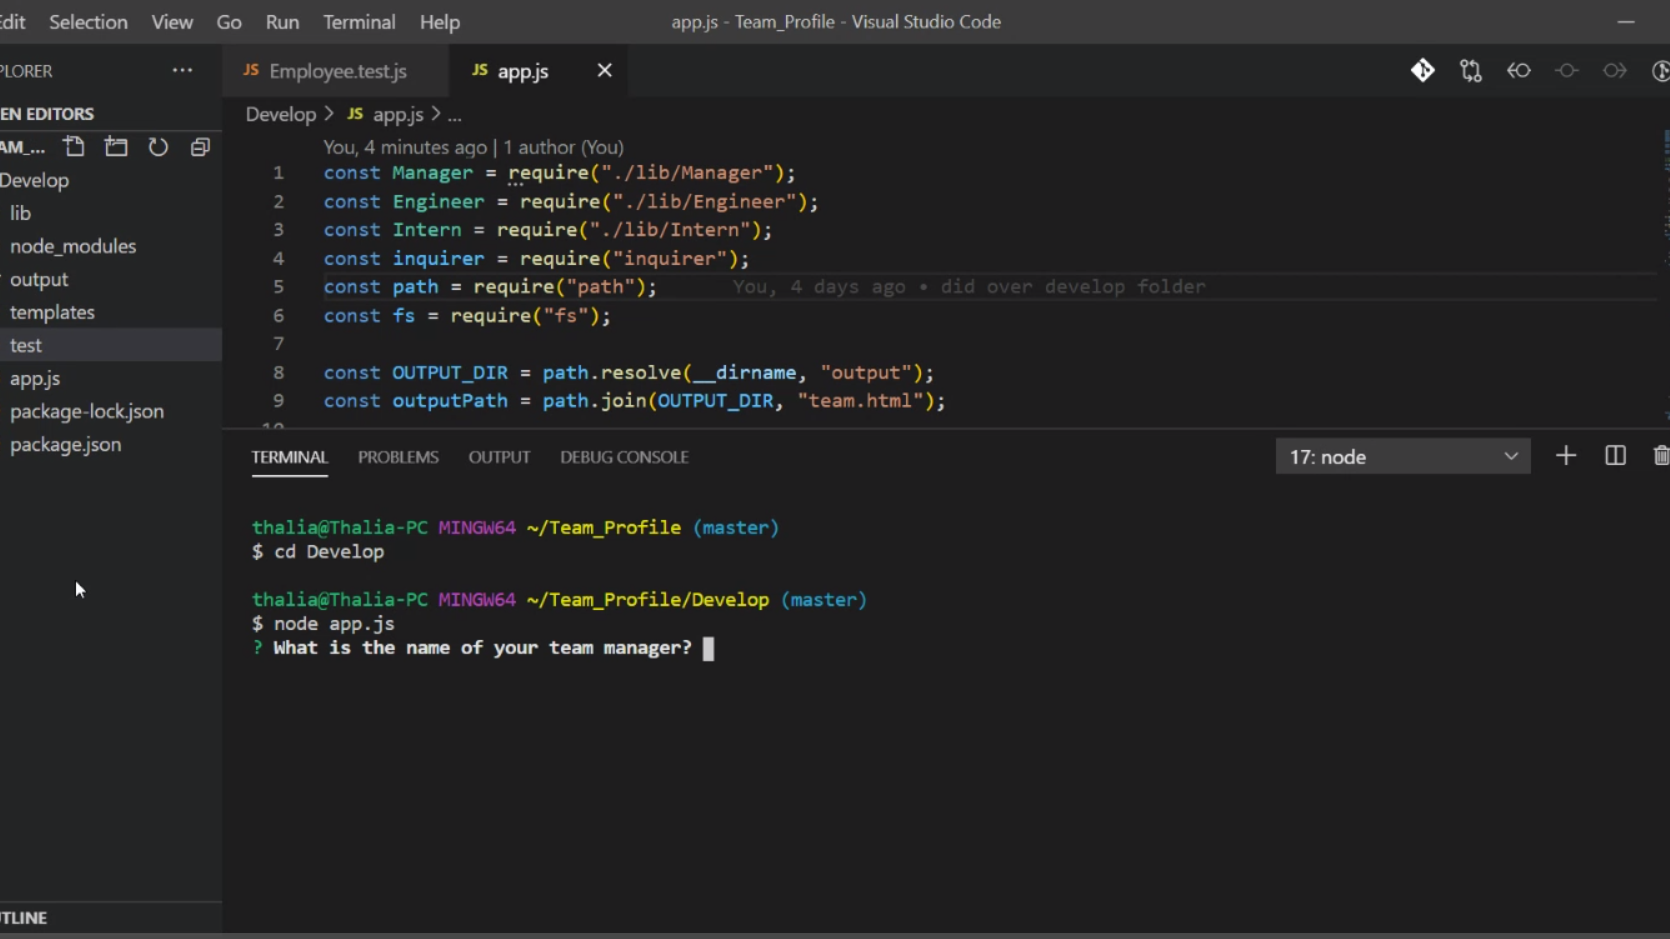 Edit Selection View Go Run Terminal Help app.js - Team_Profile - Visual Studio Code
PLORER ...
JS Employee.test.js JS app.js
EN EDITORS
Develop > JS app.js > ...
AM_...
You, 4 minutes ago | 1 author (You)
1 const Manager = require("./lib/Manager");
Develop
2 const Engineer = require("./lib/Engineer");
lib
3 const Intern = require("./lib/Intern");
node_modules
4 const inquirer = require("inquirer");
output
5 const path = require("path"); You, 4 days ago • did over develop folder
templates
6 const fs = require("fs");
test
7
app.js
8 const OUTPUT_DIR = path.resolve(__dirname, "output");
package-lock.json
9 const outputPath = path.join(OUTPUT_DIR, "team.html");
10
package.json
TERMINAL PROBLEMS OUTPUT DEBUG CONSOLE 17: node
thalia@Thalia-PC MINGW64 ~/Team_Profile (master)
$ cd Develop
thalia@Thalia-PC MINGW64 ~/Team_Profile/Develop (master)
$ node app.js
? What is the name of your team manager?
UTLINE